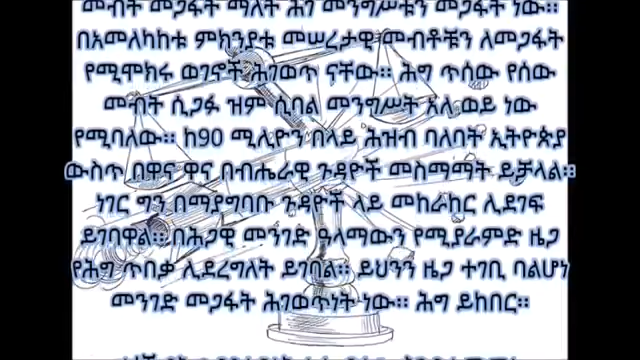 መብት መጋፋት ማለት ሕገ መንግሥቱን መጋፋት ነው።
በአመለካከቱ ምክንያቱ መሠረታዊ መብቶቹን ለመጋፋት
የሚሞክሩ ወገኖች ሕገወጥ ናቸው። ሕግ ጥሰው የሰው
መብት ሲጋፉ ዝም ሲባል መንግሥት አለ ወይ ነው
የሚባለው። ከ90 ሚሊዮን በላይ ሕዝብ ባለባት ኢትዮጵያ
ውስጥ በዋና ዋና በብሔራዊ ጉዳዮች መስማማት ይቻላል።
ነገር ግን በማያግባቡ ጉዳዮች ላይ መከራከር ሊደገፍ
ይገባዋል። በሕጋዊ መንገድ ዓላማውን የሚያራምድ ዜጋ
የሕግ ጥበቃ ሊደረግለት ይገባል። ይህንን ዜጋ ተገቢ ባልሆነ
መንገድ መጋፋት ሕገወጥነት ነው። ሕግ ይከበር።